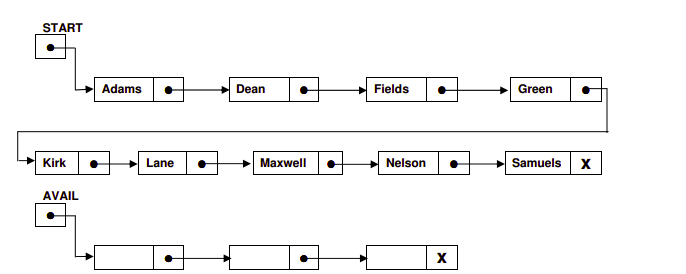 START
Adams Dean Fields Green
Kirk Lane Maxwell Nelson Samuels X
AVAIL
X